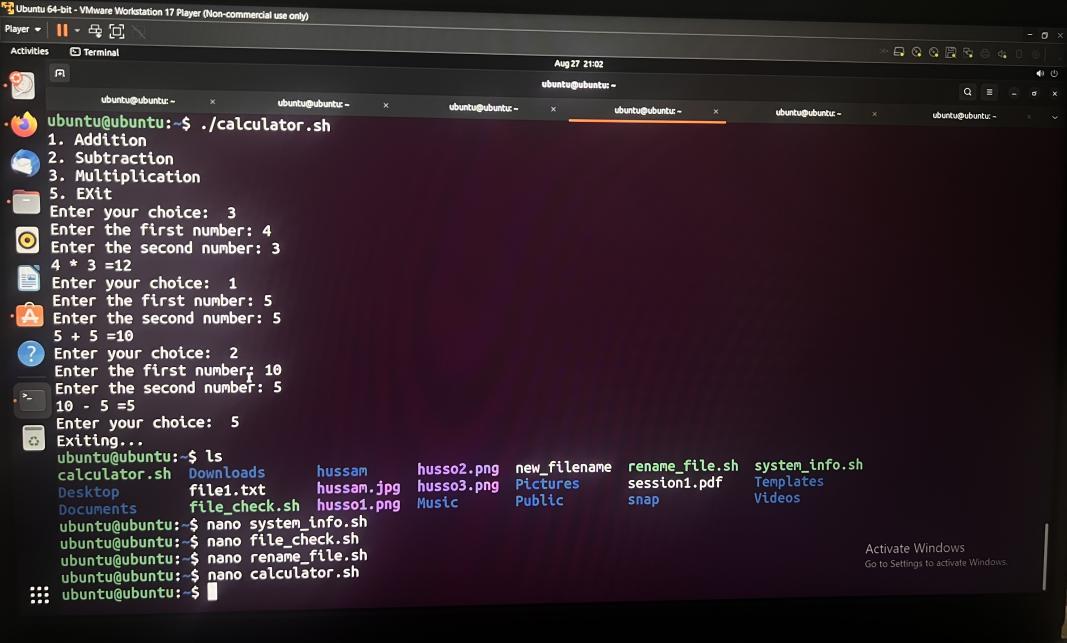 Ubuntu 64-bit - VMware Workstation 17 Player (Non-commercial use only)
Player
Activities
Terminal
Aug 27 21:02
ubuntu@ubuntu: ~
ubuntu@ubuntu: ~ × ubuntu@ubuntu: ~ × ubuntu@ubuntu: ~ × ubuntu@ubuntu: ~ × ubuntu@ubuntu: ~ × ubuntu@ubuntu: ~ ×
ubuntu@ubuntu:~$ ./calculator.sh
1. Addition
2. Subtraction
3. Multiplication
5. EXit
Enter your choice:  3
Enter the first number: 4
Enter the second number: 3
4 * 3 =12
Enter your choice:  1
Enter the first number: 5
Enter the second number: 5
5 + 5 =10
Enter your choice:  2
Enter the first number: 10
Enter the second number: 5
10 - 5 =5
Enter your choice:  5
Exiting...
ubuntu@ubuntu:~$ ls
calculator.sh Downloads hussam husso2.png new_filename rename_file.sh system_info.sh
Desktop file1.txt hussam.jpg husso3.png Pictures session1.pdf Templates
Documents file_check.sh husso1.png Music Public snap Videos
ubuntu@ubuntu:~$ nano system_info.sh
ubuntu@ubuntu:~$ nano file_check.sh
ubuntu@ubuntu:~$ nano rename_file.sh
ubuntu@ubuntu:~$ nano calculator.sh
ubuntu@ubuntu:~$
Activate Windows
Go to Settings to activate Windows.